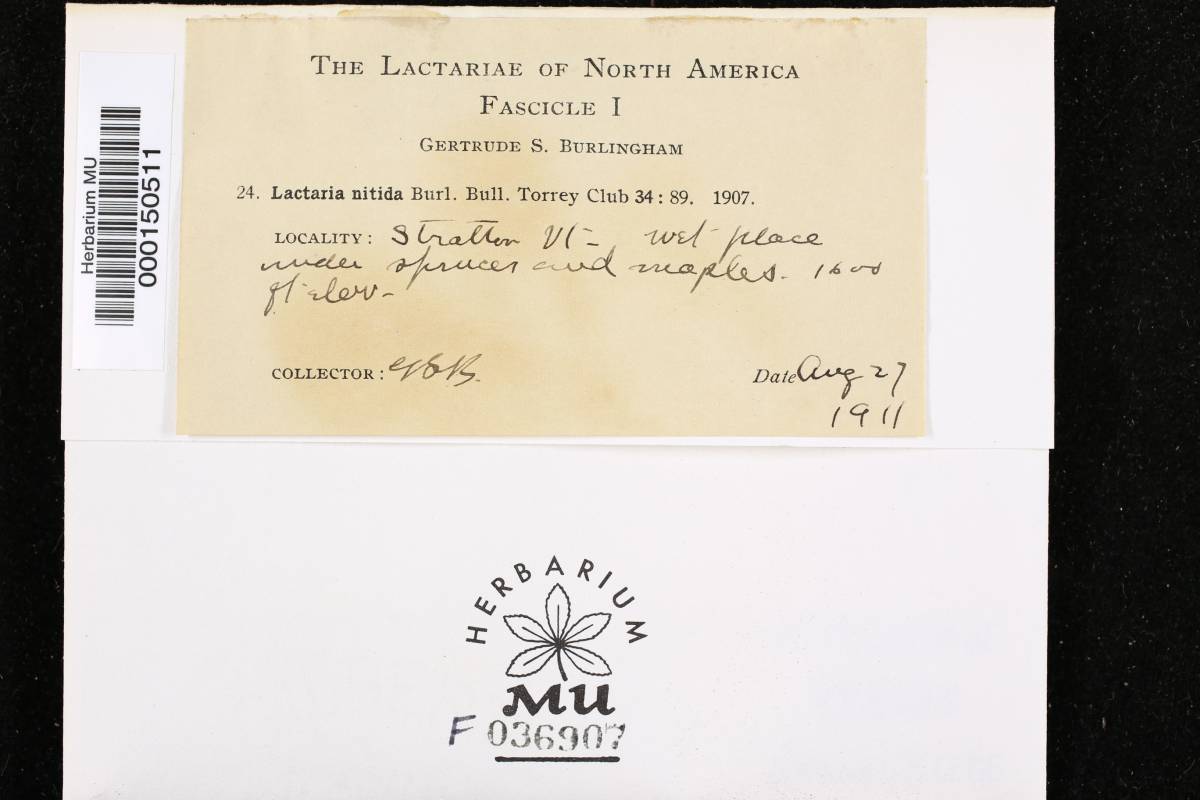 THE LACTARIAE OF NORTH AMERICA
FASCICLE I
GERTRUDE S. BURLINGHAM
24. Lactaria nitida Burl. Bull. Torrey Club 34: 89. 1907.
LOCALITY: Stratton Vt- wet place
under spruces and maples. 1600
ft elev-
COLLECTOR: GSB.
Date Aug 27
1911
Herbarium MU
000150511
HERBARIUM
MU
F 036907